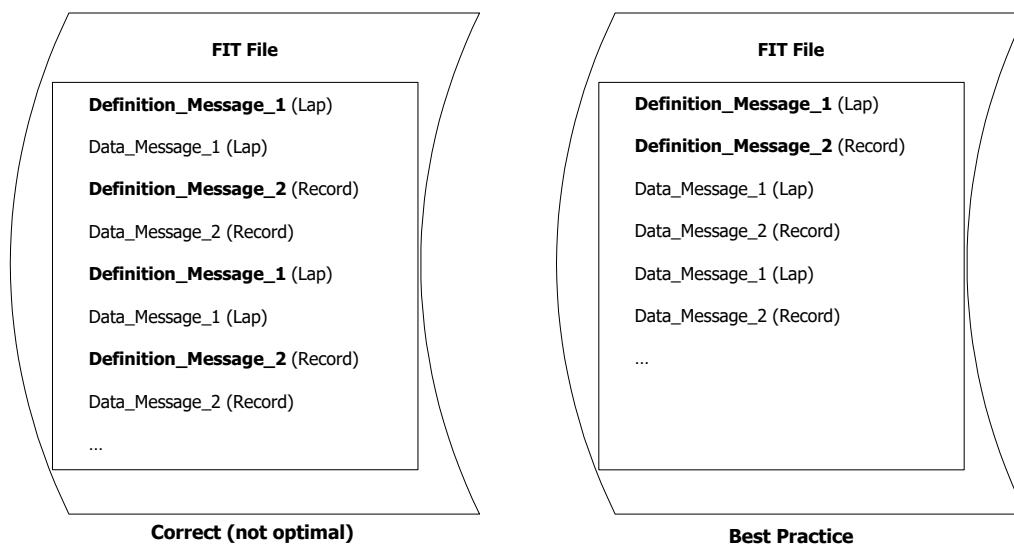 FIT File
Definition_Message_1 (Lap)
Data_Message_1 (Lap)
Definition_Message_2 (Record)
Data_Message_2 (Record)
Definition_Message_1 (Lap)
Data_Message_1 (Lap)
Definition_Message_2 (Record)
Data_Message_2 (Record)
...
Correct (not optimal)
FIT File
Definition_Message_1 (Lap)
Definition_Message_2 (Record)
Data_Message_1 (Lap)
Data_Message_2 (Record)
Data_Message_1 (Lap)
Data_Message_2 (Record)
...
Best Practice